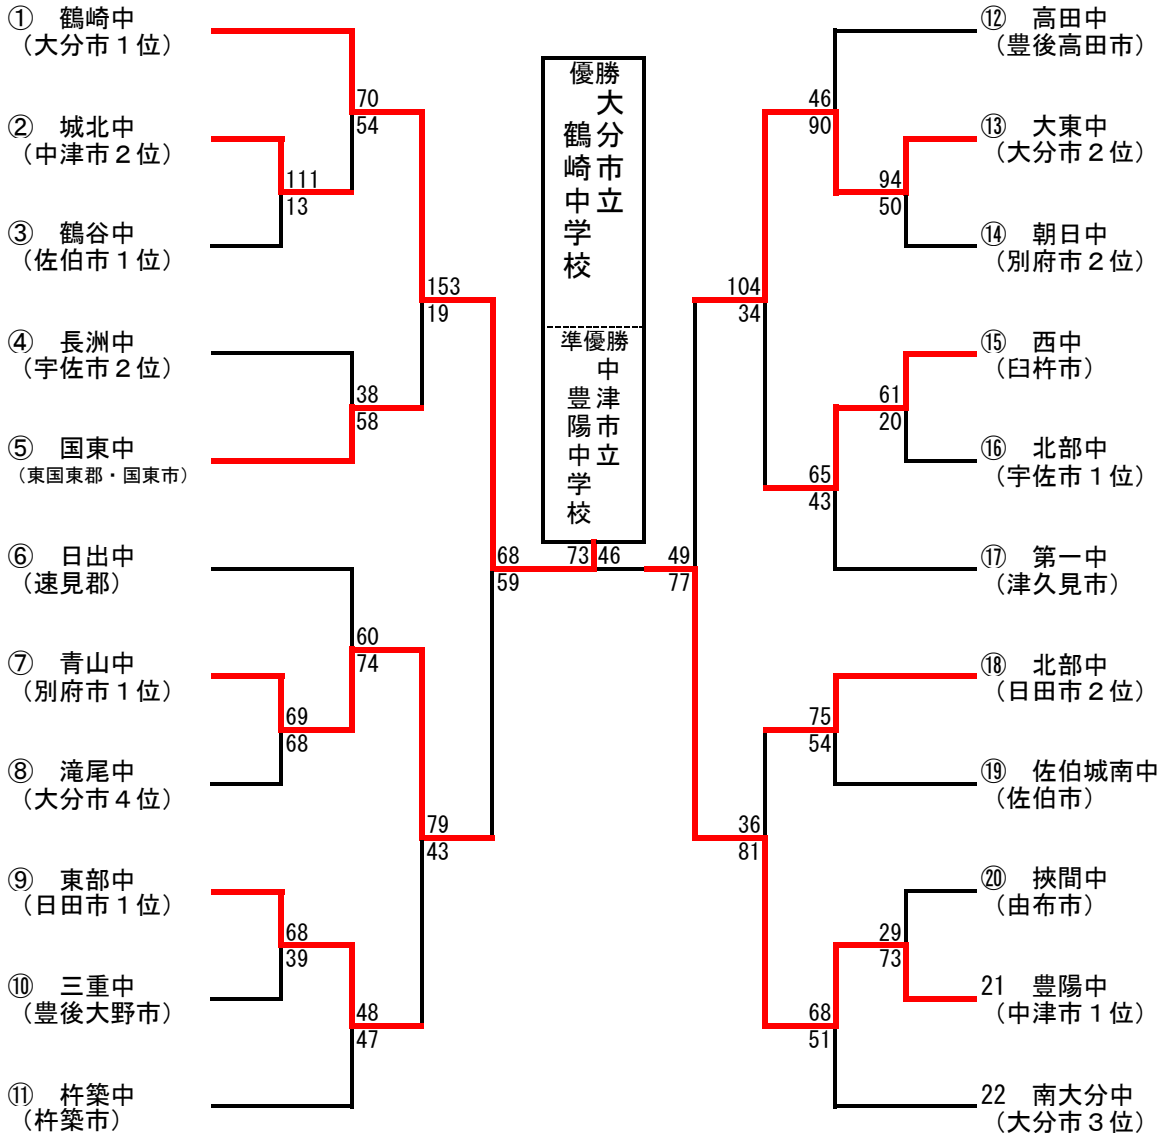 ① 鶴崎中
（大分市１位）
70
54
② 城北中
（中津市２位）
111
13
③ 鶴谷中
（佐伯市１位）
153
19
④ 長洲中
（宇佐市２位）
38
58
⑤ 国東中
（東国東郡・国東市）
⑥ 日出中
（速見郡）
68
59
60
74
⑦ 青山中
（別府市１位）
69
68
⑧ 滝尾中
（大分市４位）
79
43
⑨ 東部中
（日田市１位）
68
39
⑩ 三重中
（豊後大野市）
48
47
⑪ 杵築中
（杵築市）
優勝
大分市立
鶴崎中学校
準優勝
中津市立
豊陽中学校
73 46
⑫ 高田中
（豊後高田市）
46
90
⑬ 大東中
（大分市２位）
94
50
⑭ 朝日中
（別府市２位）
104
34
⑮ 西中
（臼杵市）
61
20
⑯ 北部中
（宇佐市１位）
65
43
⑰ 第一中
（津久見市）
49
77
⑱ 北部中
（日田市２位）
75
54
⑲ 佐伯城南中
（佐伯市）
36
81
⑳ 挾間中
（由布市）
29
73
21 豊陽中
（中津市１位）
68
51
22 南大分中
（大分市３位）